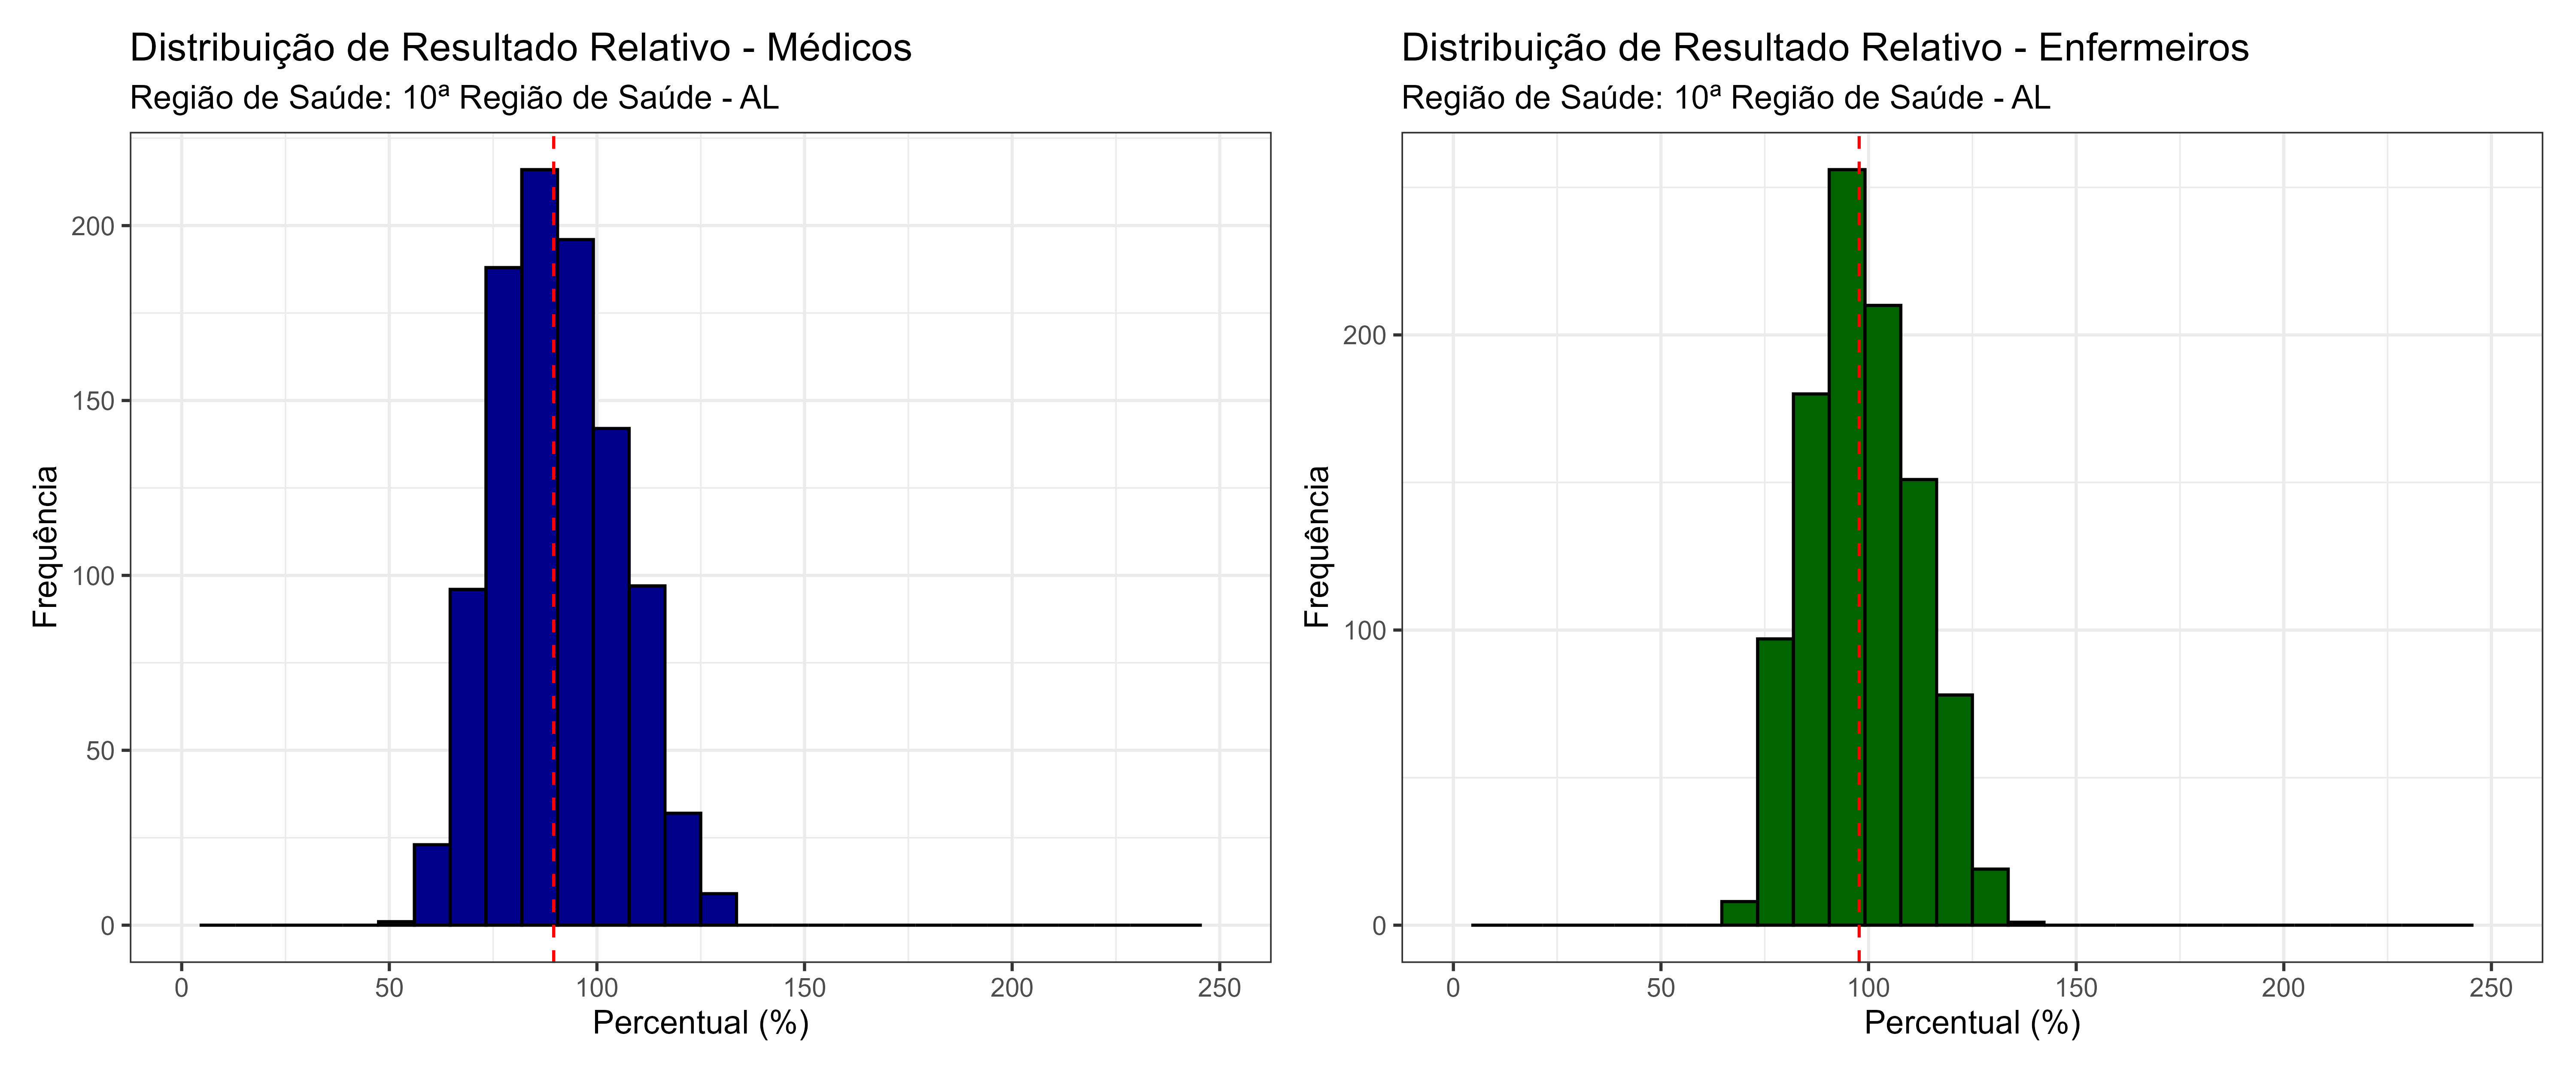 Distribuição de Resultado Relativo - Médicos
Região de Saúde: 10ª Região de Saúde - AL
Frequência
200
150
100
50
0
0 50 100 150 200 250
Percentual (%)
Distribuição de Resultado Relativo - Enfermeiros
Região de Saúde: 10ª Região de Saúde - AL
Frequência
200
100
0
0 50 100 150 200 250
Percentual (%)